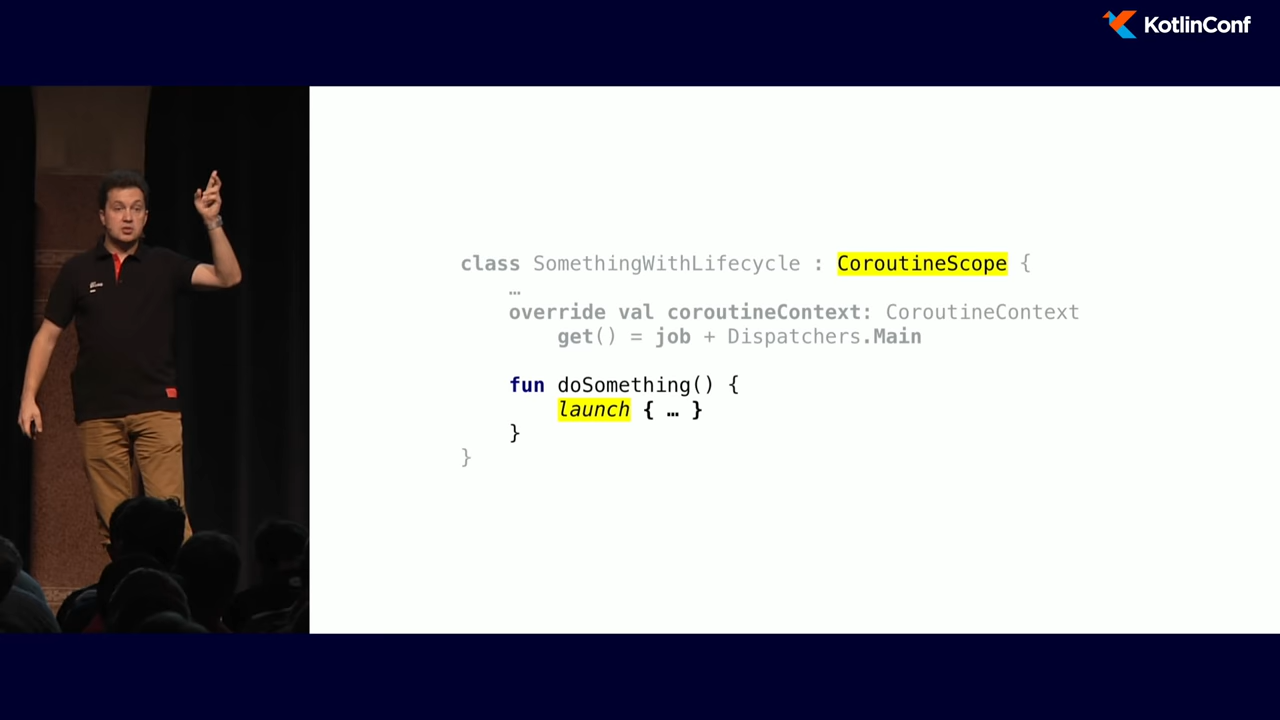 KotlinConf
class SomethingWithLifecycle : CoroutineScope {
…
override val coroutineContext: CoroutineContext
get() = job + Dispatchers.Main
fun doSomething() {
launch { … }
}
}